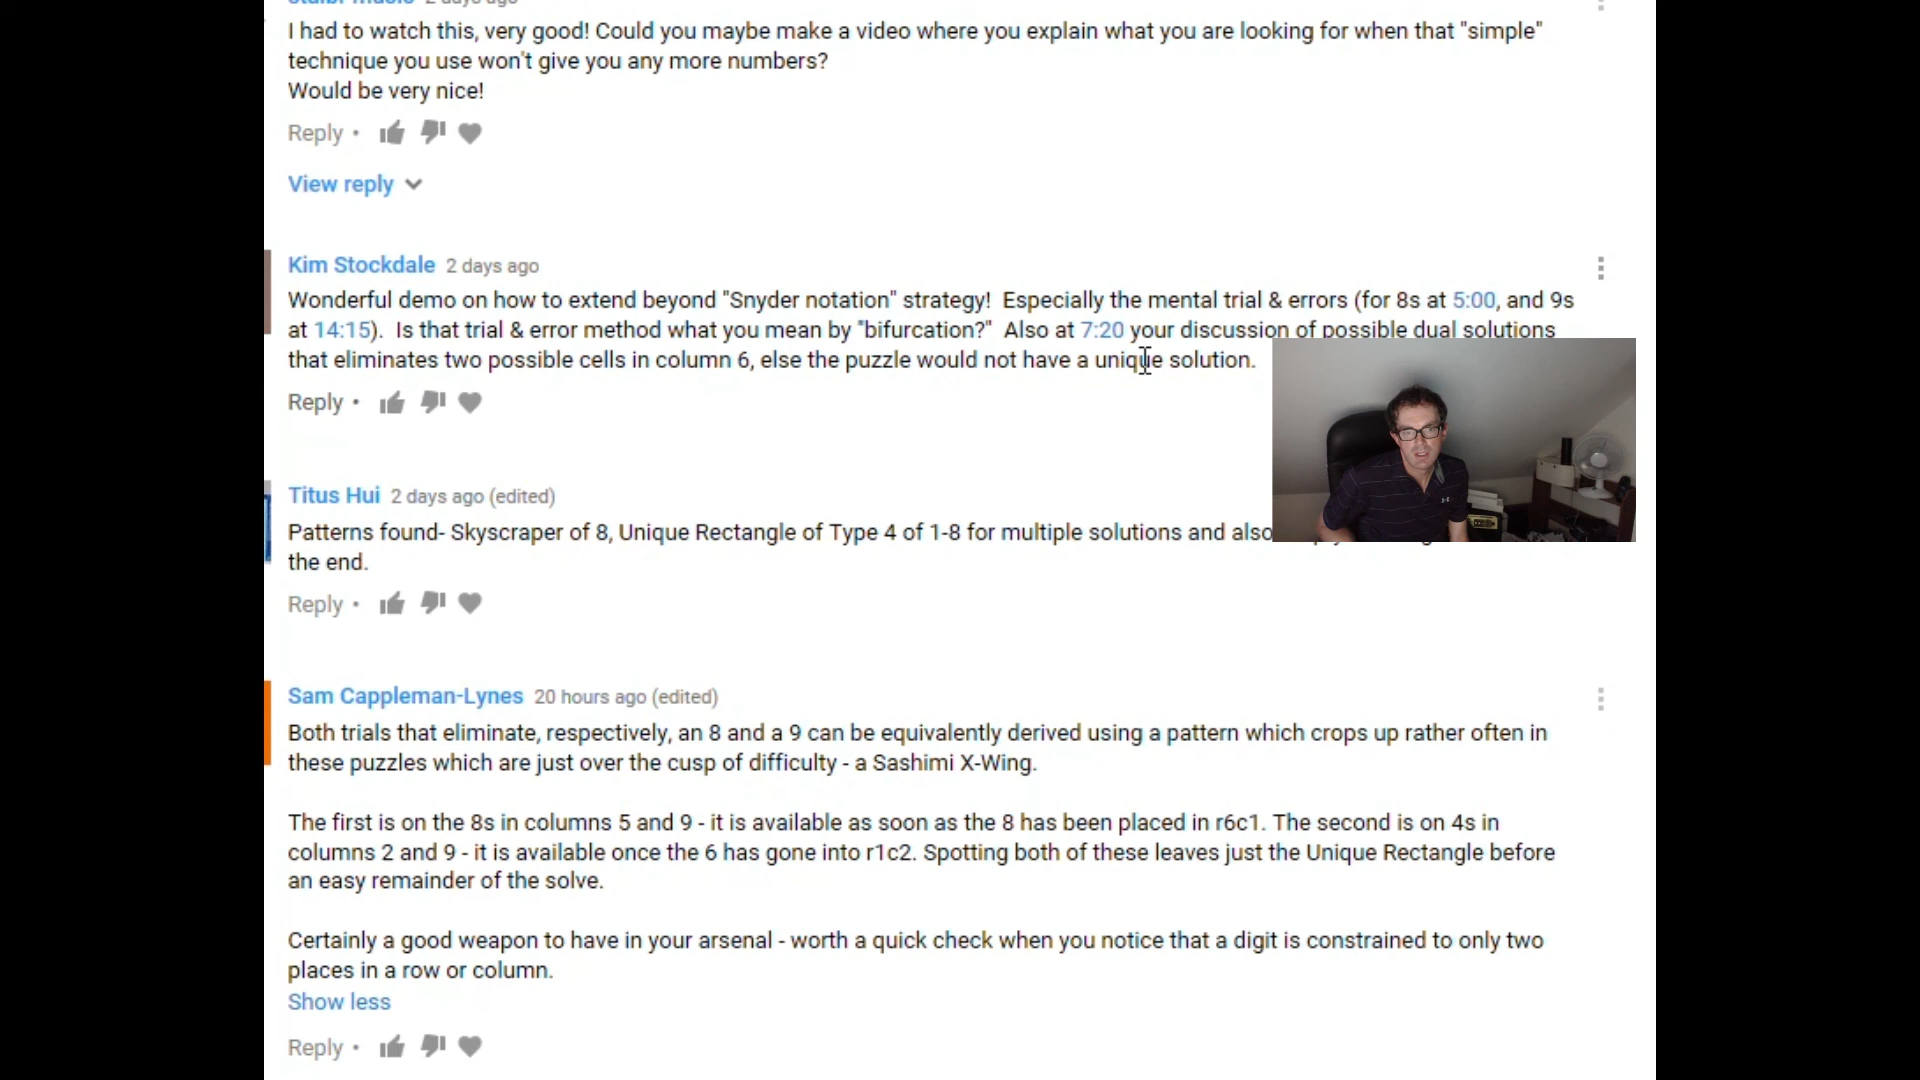 2 days ago
I had to watch this, very good! Could you maybe make a video where you explain what you are looking for when that "simple"
technique you use won't give you any more numbers?
Would be very nice!
Reply •
View reply
Kim Stockdale 2 days ago
Wonderful demo on how to extend beyond "Snyder notation" strategy!  Especially the mental trial & errors (for 8s at 5:00, and 9s
at 14:15).  Is that trial & error method what you mean by "bifurcation?"  Also at 7:20 your discussion of possible dual solutions
that eliminates two possible cells in column 6, else the puzzle would not have a unique solution.
Reply •
Titus Hui 2 days ago (edited)
Patterns found- Skyscraper of 8, Unique Rectangle of Type 4 of 1-8 for multiple solutions and also
the end.
Reply •
Sam Cappleman-Lynes 20 hours ago (edited)
Both trials that eliminate, respectively, an 8 and a 9 can be equivalently derived using a pattern which crops up rather often in
these puzzles which are just over the cusp of difficulty - a Sashimi X-Wing.
The first is on the 8s in columns 5 and 9 - it is available as soon as the 8 has been placed in r6c1. The second is on 4s in
columns 2 and 9 - it is available once the 6 has gone into r1c2. Spotting both of these leaves just the Unique Rectangle before
an easy remainder of the solve.
Certainly a good weapon to have in your arsenal - worth a quick check when you notice that a digit is constrained to only two
places in a row or column.
Show less
Reply •